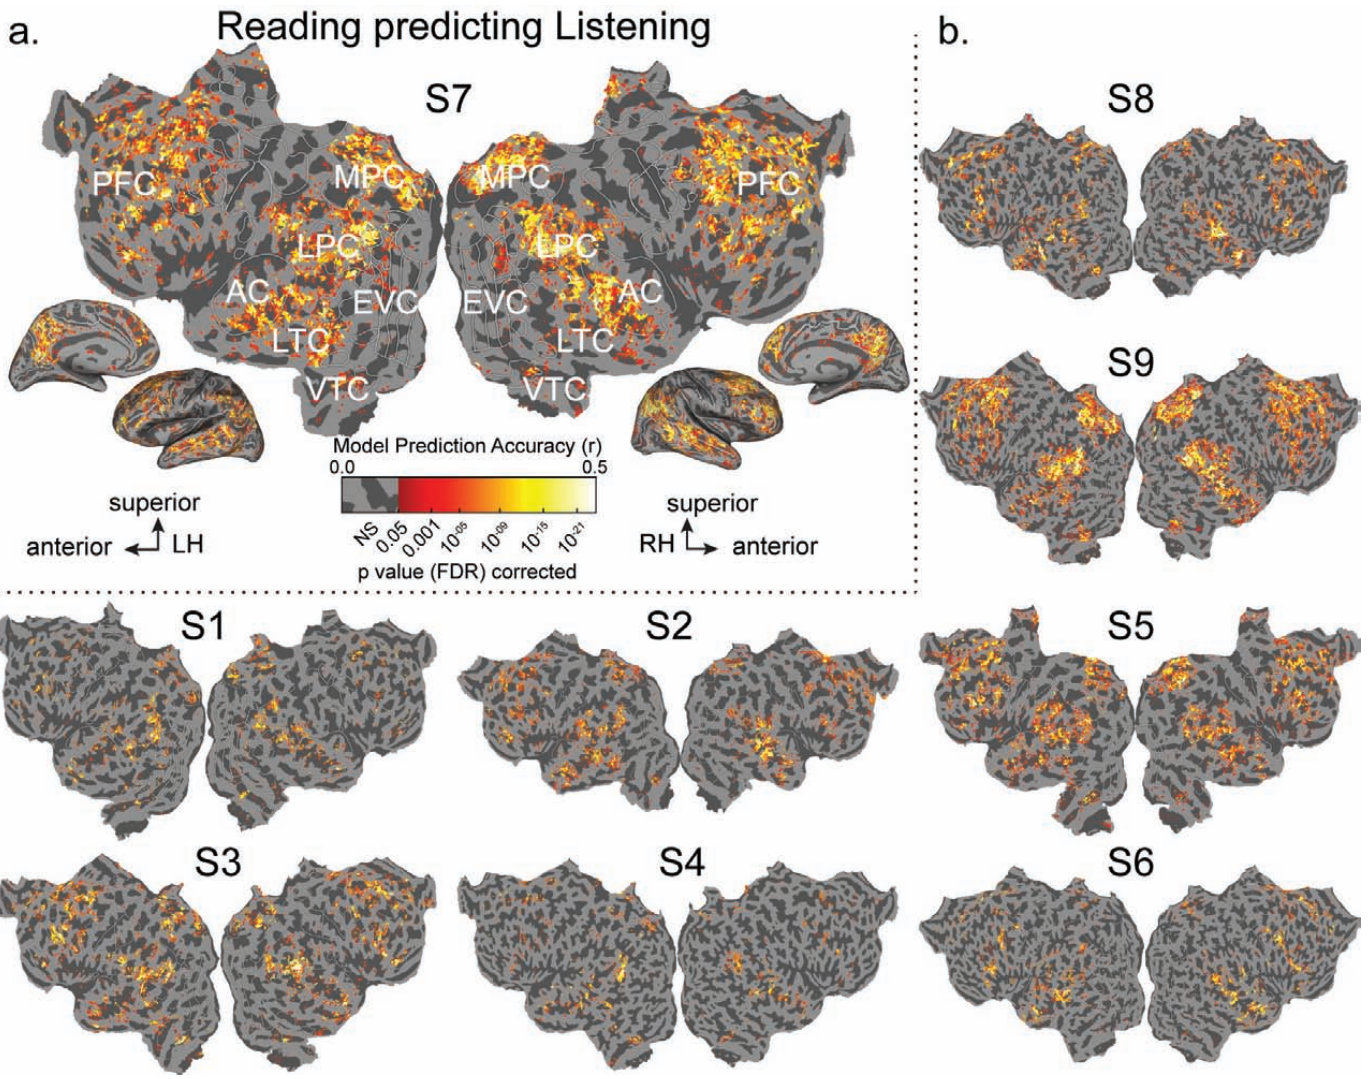 a.
Reading predicting Listening
b.
S7
S8
PFC
MPC
MPC
PFC
LPC
LPC
AC
EVC
EVC
AC
LTC
LTC
VTC
VTC
S9
Model Prediction Accuracy (r)
0.0
0.5
NS
0.05
0.001
10-05
10-09
10-15
10-21
p value (FDR) corrected
superior
anterior
LH
superior
RH
anterior
S1
S2
S5
S3
S4
S6